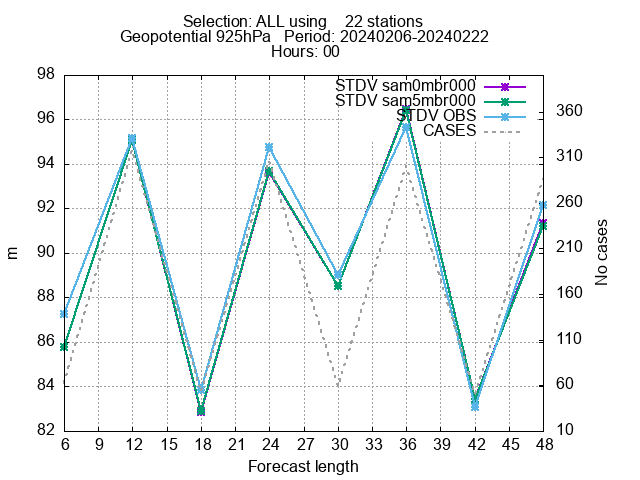 Selection: ALL using    22 stations
Geopotential 925hPa   Period: 20240206-20240222
Hours: 00
STDV sam0mbr000
STDV sam5mbr000
STDV OBS
CASES
98
96
94
92
90
88
86
84
82
m
360
310
260
210
160
110
60
10
No cases
6 9 12 15 18 21 24 27 30 33 36 39 42 45 48
Forecast length